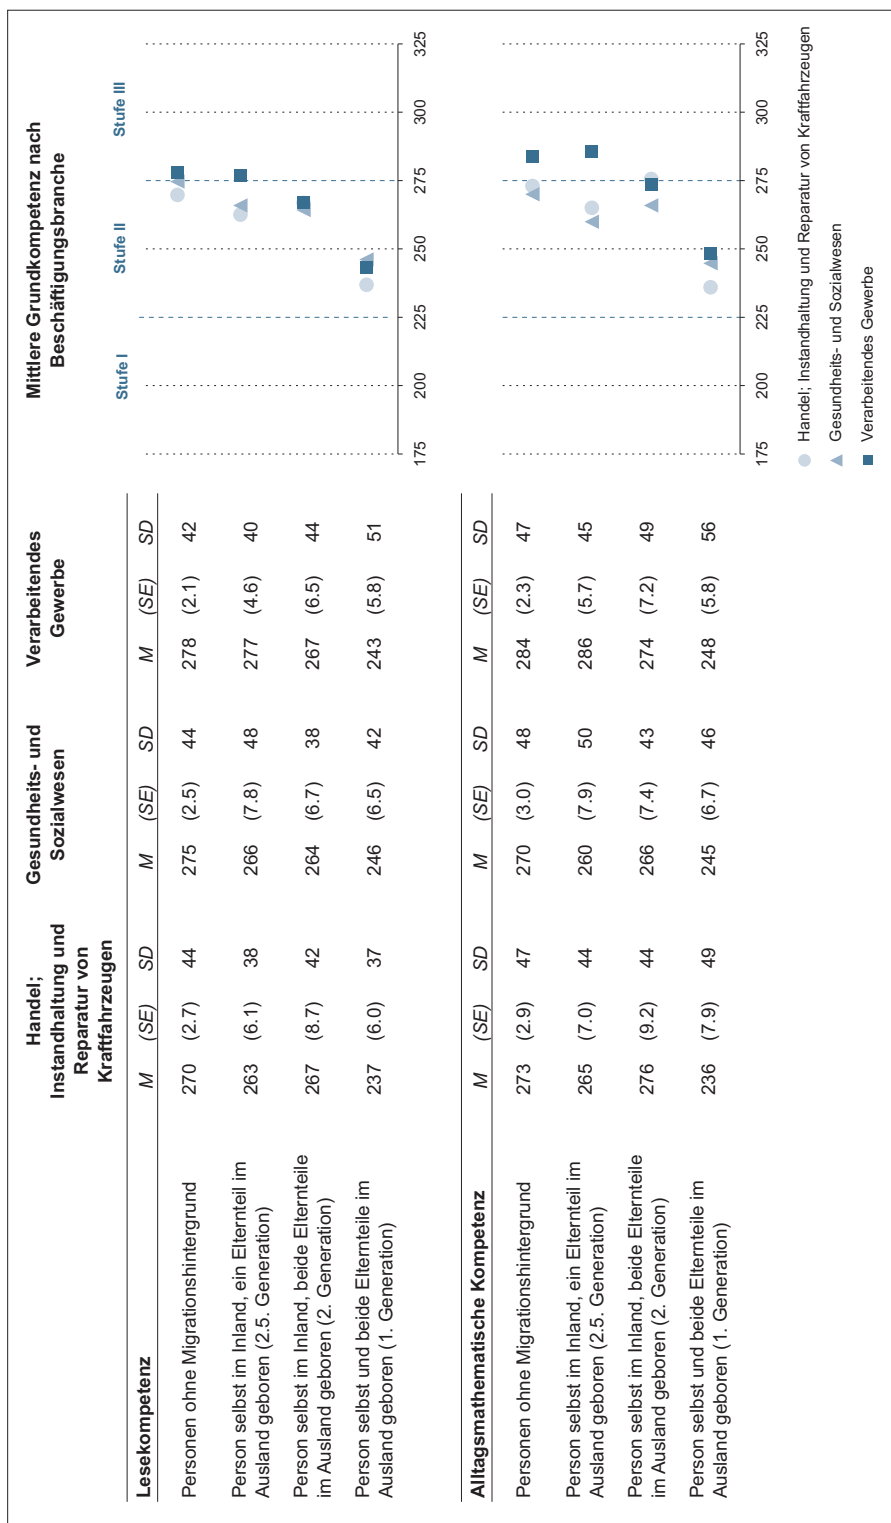 Handel;
Instandhaltung und
Reparatur von
Kraftfahrzeugen
Gesundheits- und
Sozialwesen
Verarbeitendes
Gewerbe
Mittlere Grundkompetenz nach
Beschäftigungsbranche
Lesekompetenz M (SE) SD M (SE) SD M (SE) SD
Stufe I Stufe II Stufe III
Personen ohne Migrationshintergrund 270 (2.7) 44 275 (2.5) 44 278 (2.1) 42
Person selbst im Inland, ein Elternteil im
Ausland geboren (2.5. Generation) 263 (6.1) 38 266 (7.8) 48 277 (4.6) 40
Person selbst im Inland, beide Elternteile
im Ausland geboren (2. Generation) 267 (8.7) 42 264 (6.7) 38 267 (6.5) 44
Person selbst und beide Elternteile im
Ausland geboren (1. Generation) 237 (6.0) 37 246 (6.5) 42 243 (5.8) 51
175 200 225 250 275 300 325
Alltagsmathematische Kompetenz M (SE) SD M (SE) SD M (SE) SD
Personen ohne Migrationshintergrund 273 (2.9) 47 270 (3.0) 48 284 (2.3) 47
Person selbst im Inland, ein Elternteil im
Ausland geboren (2.5. Generation) 265 (7.0) 44 260 (7.9) 50 286 (5.7) 45
Person selbst im Inland, beide Elternteile
im Ausland geboren (2. Generation) 276 (9.2) 44 266 (7.4) 43 274 (7.2) 49
Person selbst und beide Elternteile im
Ausland geboren (1. Generation) 236 (7.9) 49 245 (6.7) 46 248 (5.8) 56
175 200 225 250 275 300 325
Handel; Instandhaltung und Reparatur von Kraftfahrzeugen
Gesundheits- und Sozialwesen
Verarbeitendes Gewerbe